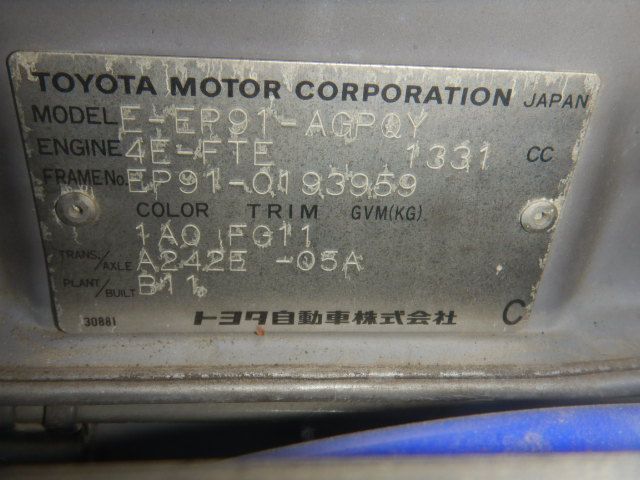 TOYOTA MOTOR CORPORATION JAPAN
MODEL E-EP91-AGPQY
ENGINE 4E-FTE 1331 CC
FRAME No. EP91-0193959
COLOR TRIM GVM(KG)
1A0 FG11
TRANS./AXLE A242E -05A
PLANT/BUILT B11
30881 トヨタ自動車株式会社 C